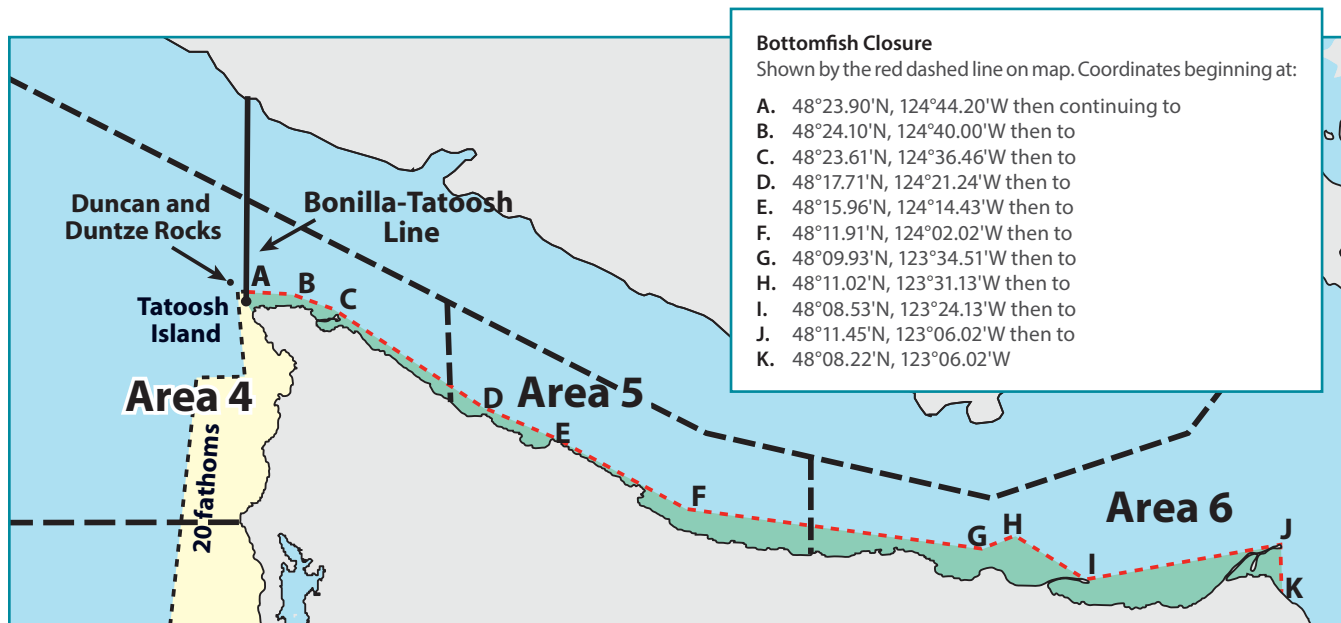 Bottomfish Closure
Shown by the red dashed line on map. Coordinates beginning at:
A. 48°23.90'N, 124°44.20'W then continuing to
B. 48°24.10'N, 124°40.00'W then to
C. 48°23.61'N, 124°36.46'W then to
D. 48°17.71'N, 124°21.24'W then to
E. 48°15.96'N, 124°14.43'W then to
F. 48°11.91'N, 124°02.02'W then to
G. 48°09.93'N, 123°34.51'W then to
H. 48°11.02'N, 123°31.13'W then to
I. 48°08.53'N, 123°24.13'W then to
J. 48°11.45'N, 123°06.02'W then to
K. 48°08.22'N, 123°06.02'W
Duncan and
Duntze Rocks
Bonilla-Tatoosh
Line
A
B
C
Tatoosh
Island
Area 4
20 fathoms
D
Area 5
E
F
G
H
Area 6
I
J
K